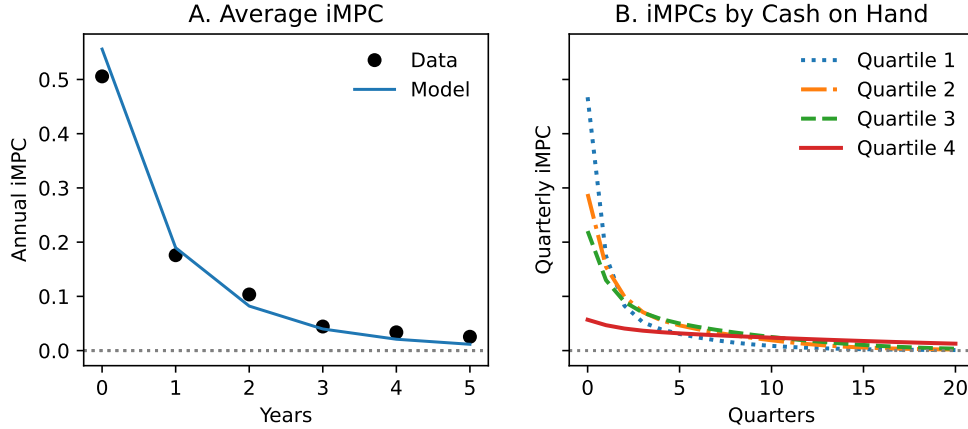 A. Average iMPC
Annual iMPC
0.5
0.4
0.3
0.2
0.1
0.0
Data
Model
0 1 2 3 4 5
Years
B. iMPCs by Cash on Hand
Quarterly iMPC
Quartile 1
Quartile 2
Quartile 3
Quartile 4
0 5 10 15 20
Quarters